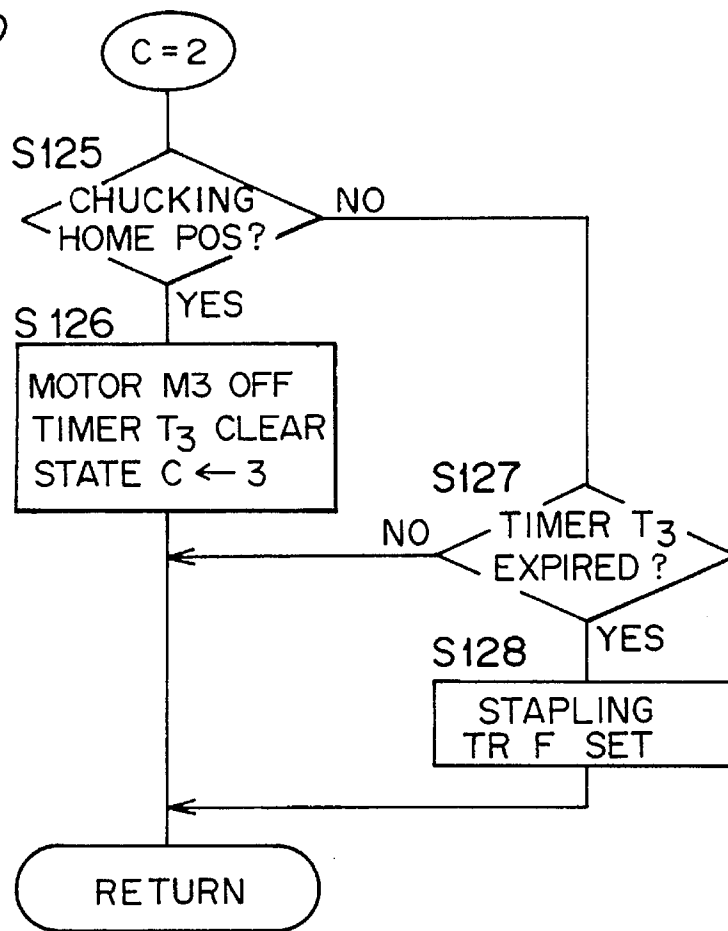 C = 2
S125
CHUCKING
HOME POS?
NO
YES
S 126
MOTOR M3 OFF
TIMER T3 CLEAR
STATE C ← 3
S127
NO
TIMER T3
EXPIRED ?
YES
S128
STAPLING
TR F SET
RETURN